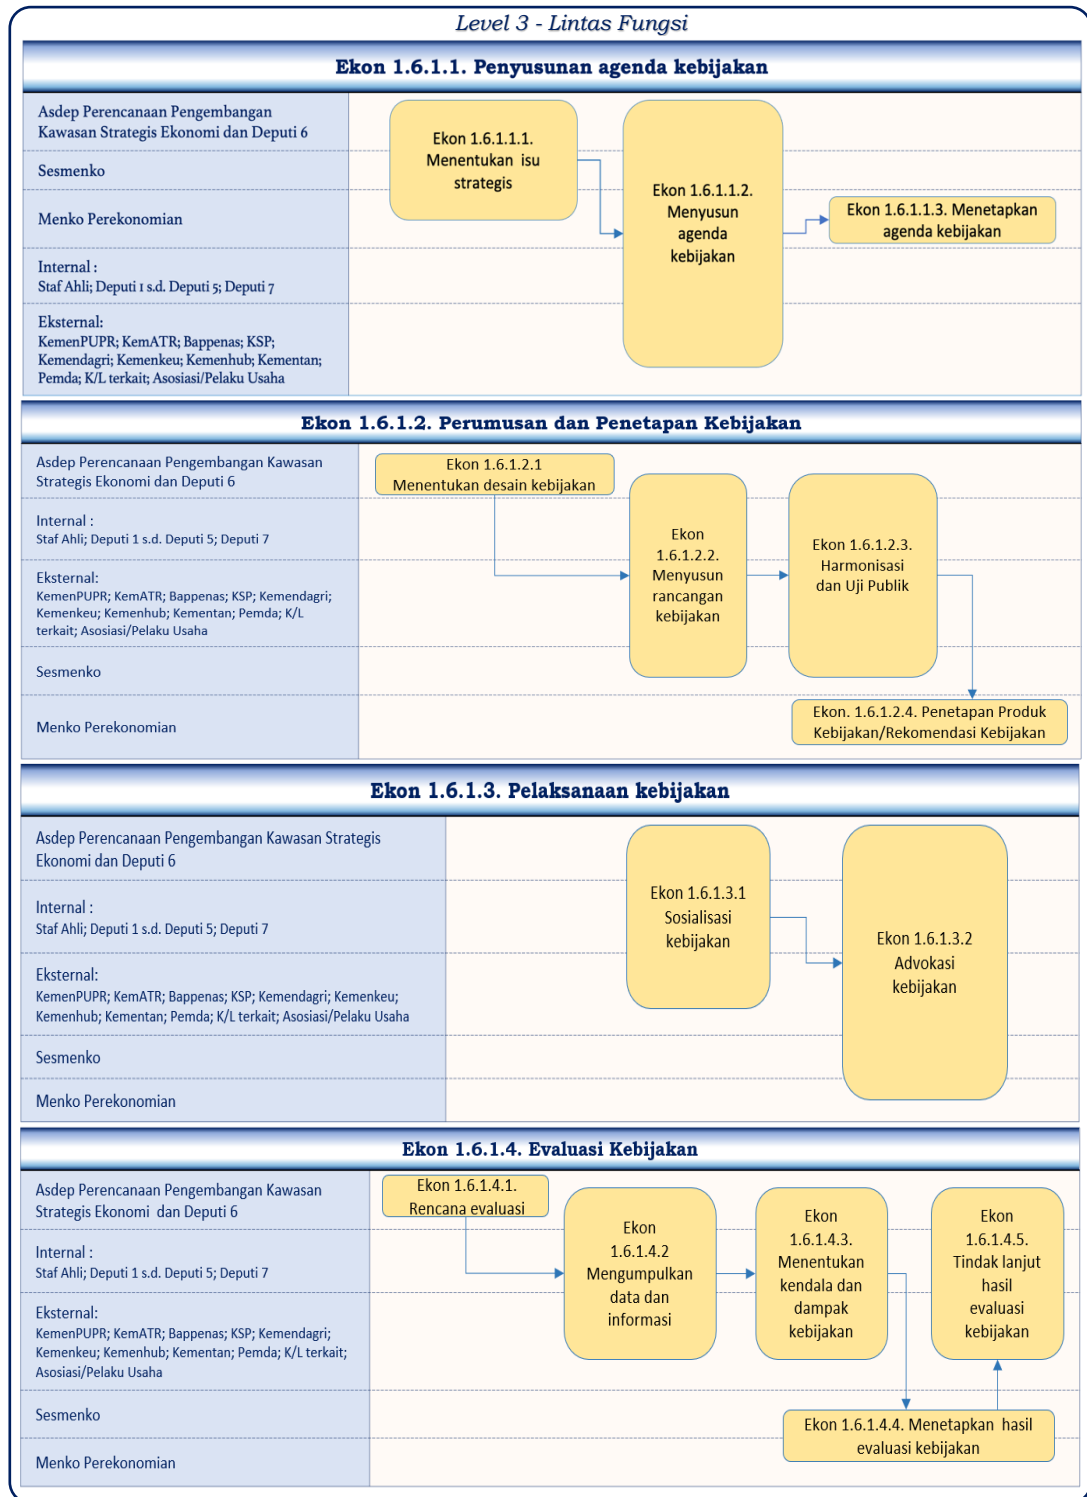 Level 3 - Lintas Fungsi
Ekon 1.6.1.1. Penyusunan agenda kebijakan
Asdep Perencanaan Pengembangan
Kawasan Strategis Ekonomi dan Deputi 6
Sesmenko
Menko Perekonomian
Internal :
Staf Ahli; Deputi 1 s.d. Deputi 5; Deputi 7
Eksternal:
KemenPUPR; KemATR; Bappenas; KSP;
Kemendagri; Kemenkeu; Kemenhub; Kementan;
Pemda; K/L terkait; Asosiasi/Pelaku Usaha
Ekon 1.6.1.1.1.
Menentukan isu
strategis
Ekon 1.6.1.1.2.
Menyusun
agenda
kebijakan
Ekon 1.6.1.1.3. Menetapkan
agenda kebijakan
Ekon 1.6.1.2. Perumusan dan Penetapan Kebijakan
Asdep Perencanaan Pengembangan Kawasan
Strategis Ekonomi dan Deputi 6
Internal :
Staf Ahli; Deputi 1 s.d. Deputi 5; Deputi 7
Eksternal:
KemenPUPR; KemATR; Bappenas; KSP; Kemendagri;
Kemenkeu; Kemenhub; Kementan; Pemda; K/L
terkait; Asosiasi/Pelaku Usaha
Sesmenko
Menko Perekonomian
Ekon 1.6.1.2.1
Menentukan desain kebijakan
Ekon
1.6.1.2.2.
Menyusun
rancangan
kebijakan
Ekon 1.6.1.2.3.
Harmonisasi
dan Uji Publik
Ekon. 1.6.1.2.4. Penetapan Produk
Kebijakan/Rekomendasi Kebijakan
Ekon 1.6.1.3. Pelaksanaan kebijakan
Asdep Perencanaan Pengembangan Kawasan Strategis
Ekonomi dan Deputi 6
Internal :
Staf Ahli; Deputi 1 s.d. Deputi 5; Deputi 7
Eksternal:
KemenPUPR; KemATR; Bappenas; KSP; Kemendagri; Kemenkeu;
Kemenhub; Kementan; Pemda; K/L terkait; Asosiasi/Pelaku Usaha
Sesmenko
Menko Perekonomian
Ekon 1.6.1.3.1
Sosialisasi
kebijakan
Ekon 1.6.1.3.2
Advokasi
kebijakan
Ekon 1.6.1.4. Evaluasi Kebijakan
Asdep Perencanaan Pengembangan Kawasan
Strategis Ekonomi dan Deputi 6
Internal :
Staf Ahli; Deputi 1 s.d. Deputi 5; Deputi 7
Eksternal:
KemenPUPR; KemATR; Bappenas; KSP; Kemendagri;
Kemenkeu; Kemenhub; Kementan; Pemda; K/L terkait;
Asosiasi/Pelaku Usaha
Sesmenko
Menko Perekonomian
Ekon 1.6.1.4.1.
Rencana evaluasi
Ekon
1.6.1.4.2
Mengumpulkan
data dan
informasi
Ekon
1.6.1.4.3.
Menentukan
kendala dan
dampak
kebijakan
Ekon
1.6.1.4.5.
Tindak lanjut
hasil
evaluasi
kebijakan
Ekon 1.6.1.4.4. Menetapkan hasil
evaluasi kebijakan